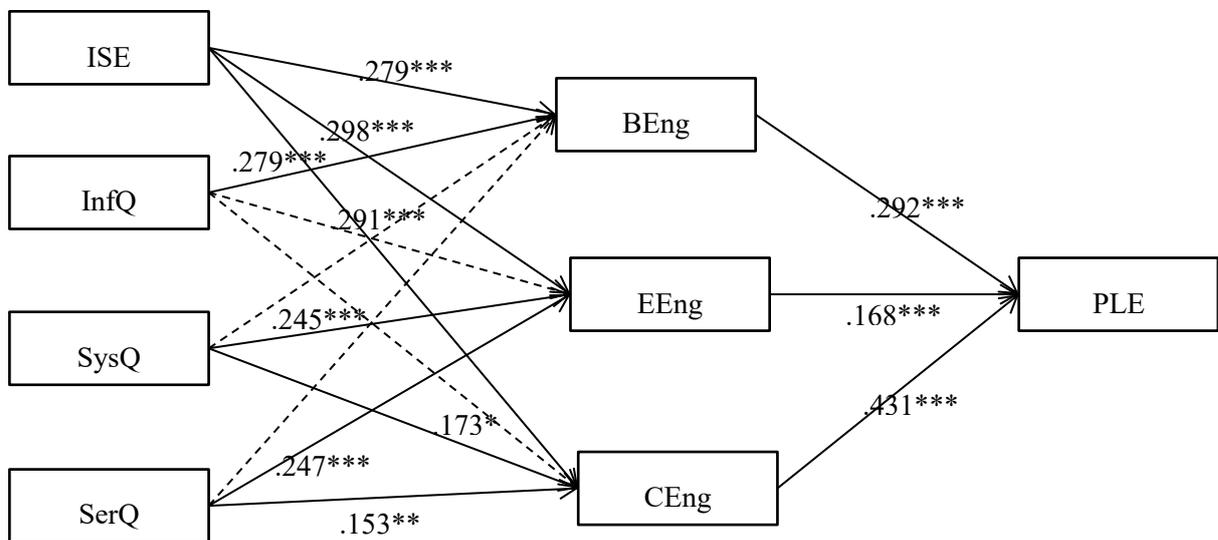 ISE
.279***
BEng
.298***
.279***
InfQ
.291***
.292***
EEng
PLE
.245***
.168***
SysQ
.431***
.173*
.247***
CEng
SerQ
.153**